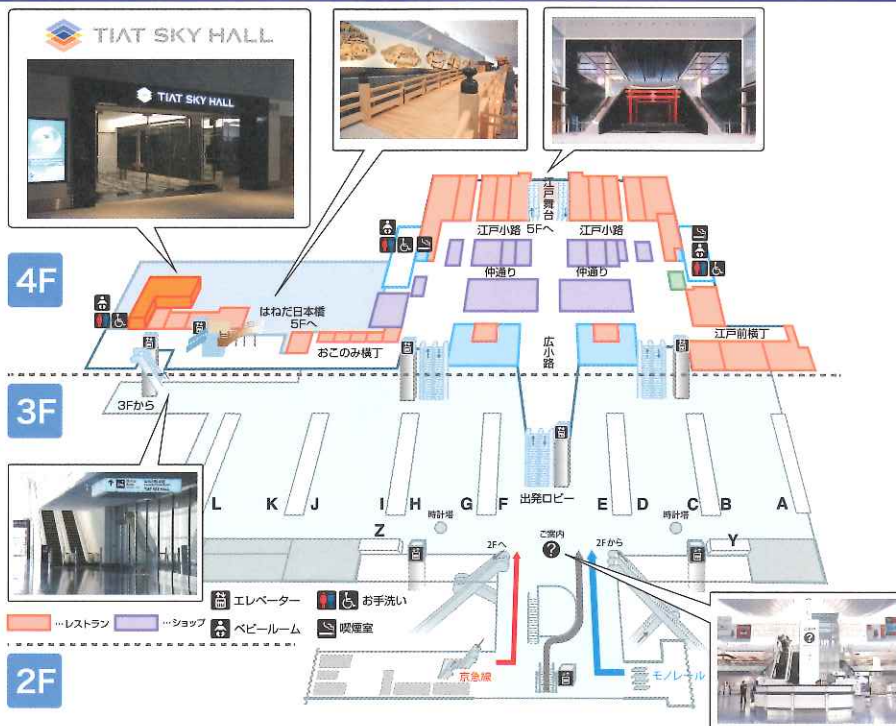 TIAT SKY HALL
TIAT SKY HALL
4F
江戸舞台
5Fへ
江戸小路
江戸小路
仲通り
仲通り
はねだ日本橋
5Fへ
おこのみ横丁
広小路
江戸前横丁
3F
3Fから
出発ロビー
L
K
J
I
H
G
F
E
D
C
B
A
時計塔
時計塔
Z
Y
2Fへ
ご案内
?
2Fから
エレベーター
お手洗い
…レストラン
…ショップ
ベビールーム
喫煙室
2F
京急線
モノレール